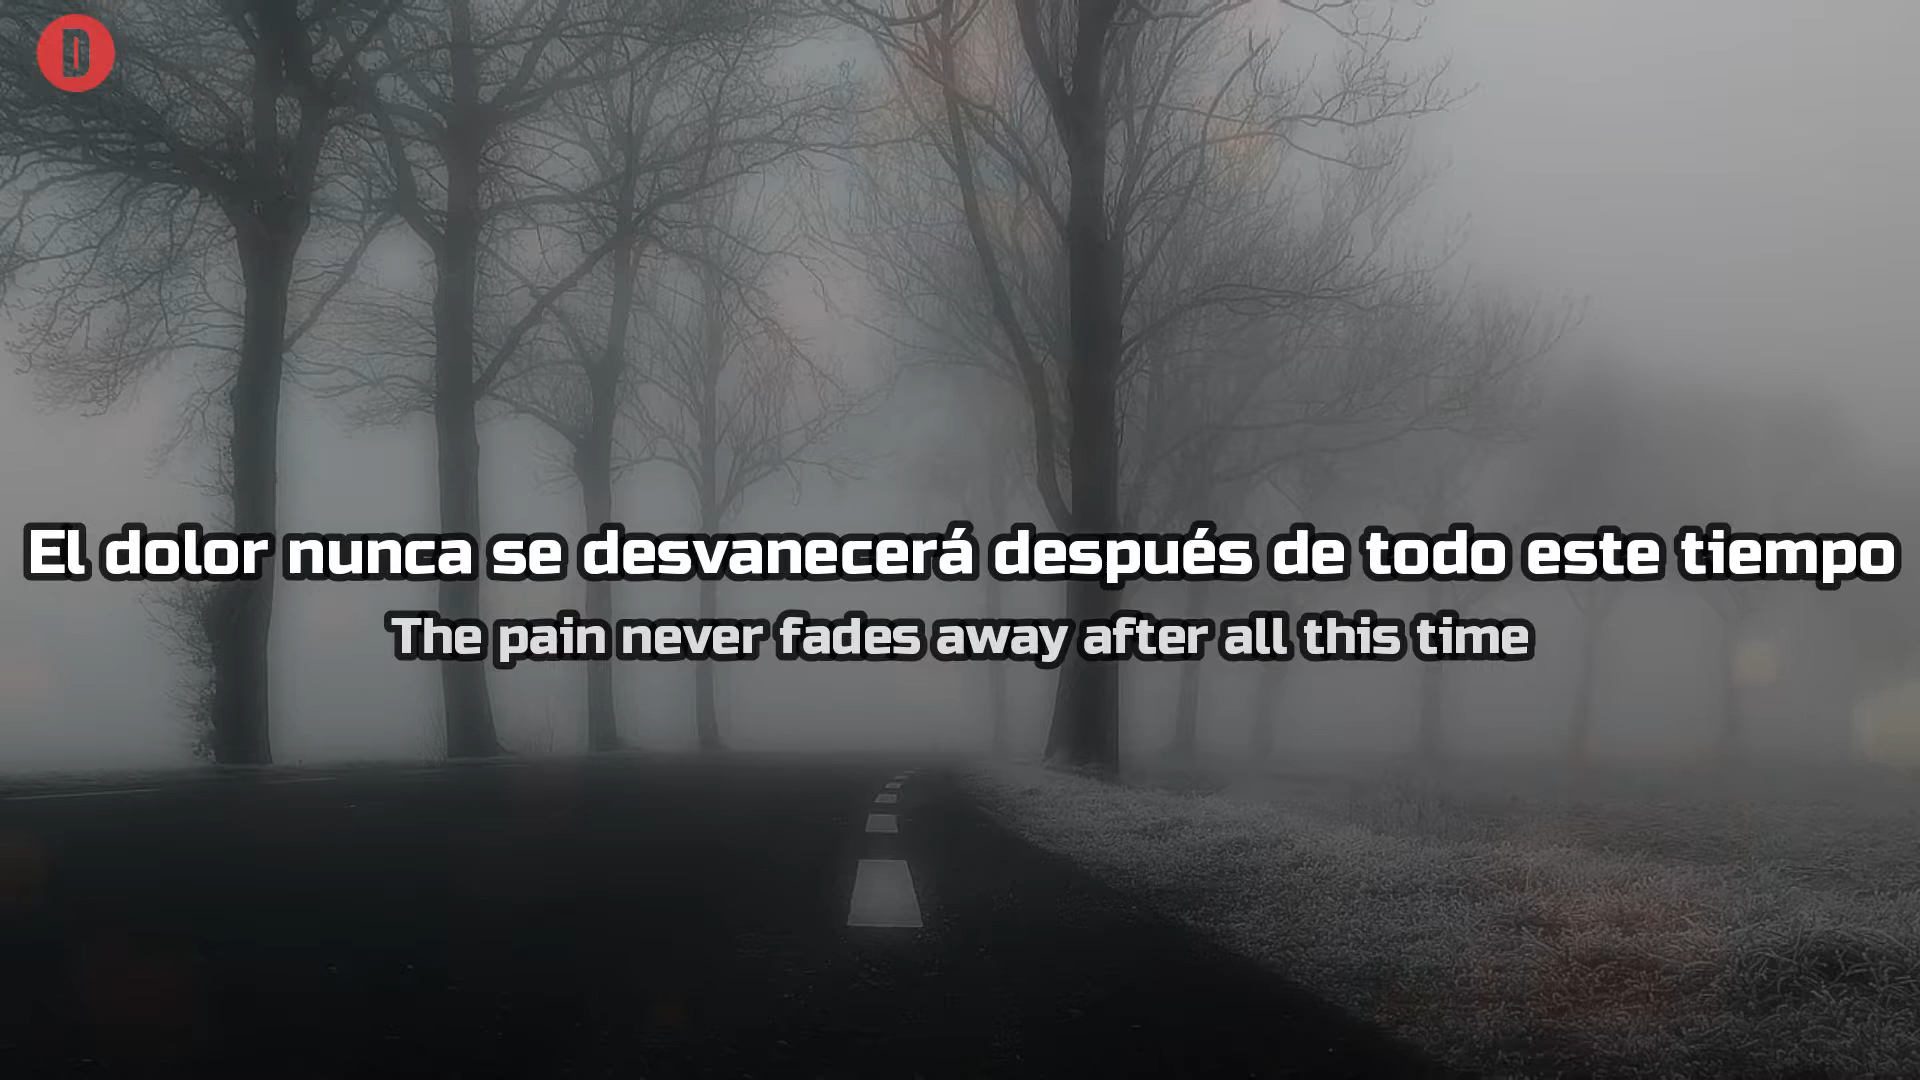 D
El dolor nunca se desvanecerá después de todo este tiempo
The pain never fades away after all this time